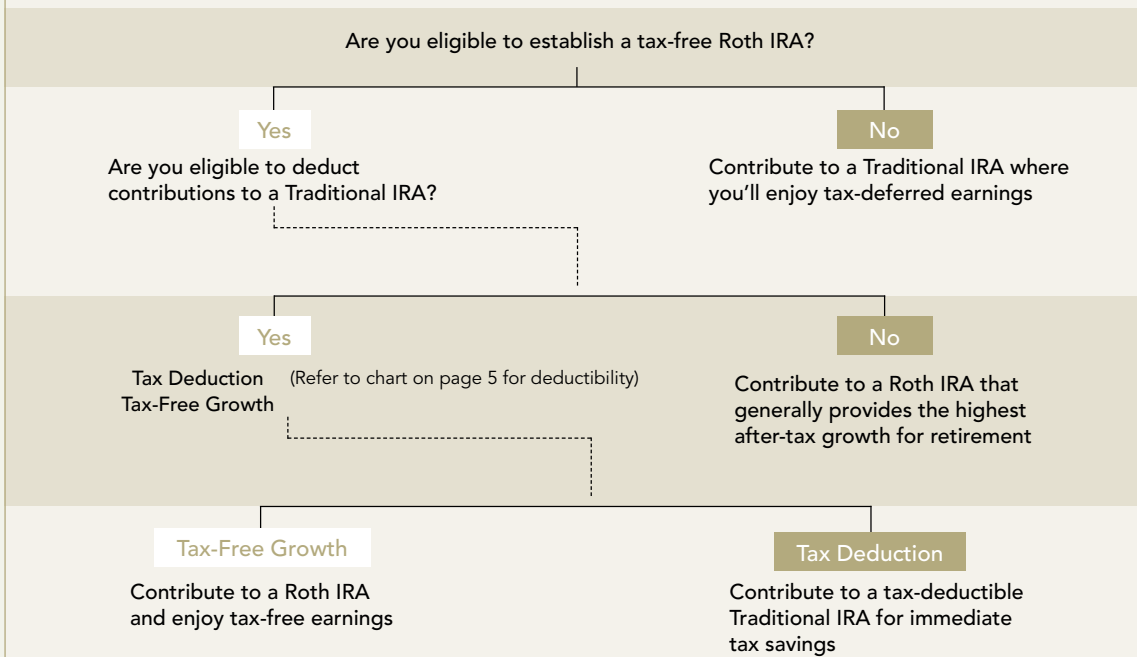 Are you eligible to establish a tax-free Roth IRA?
Yes
Are you eligible to deduct
contributions to a Traditional IRA?
No
Contribute to a Traditional IRA where
you'll enjoy tax-deferred earnings
Yes
Tax Deduction (Refer to chart on page 5 for deductibility)
Tax-Free Growth
No
Contribute to a Roth IRA that
generally provides the highest
after-tax growth for retirement
Tax-Free Growth
Contribute to a Roth IRA
and enjoy tax-free earnings
Tax Deduction
Contribute to a tax-deductible
Traditional IRA for immediate
tax savings